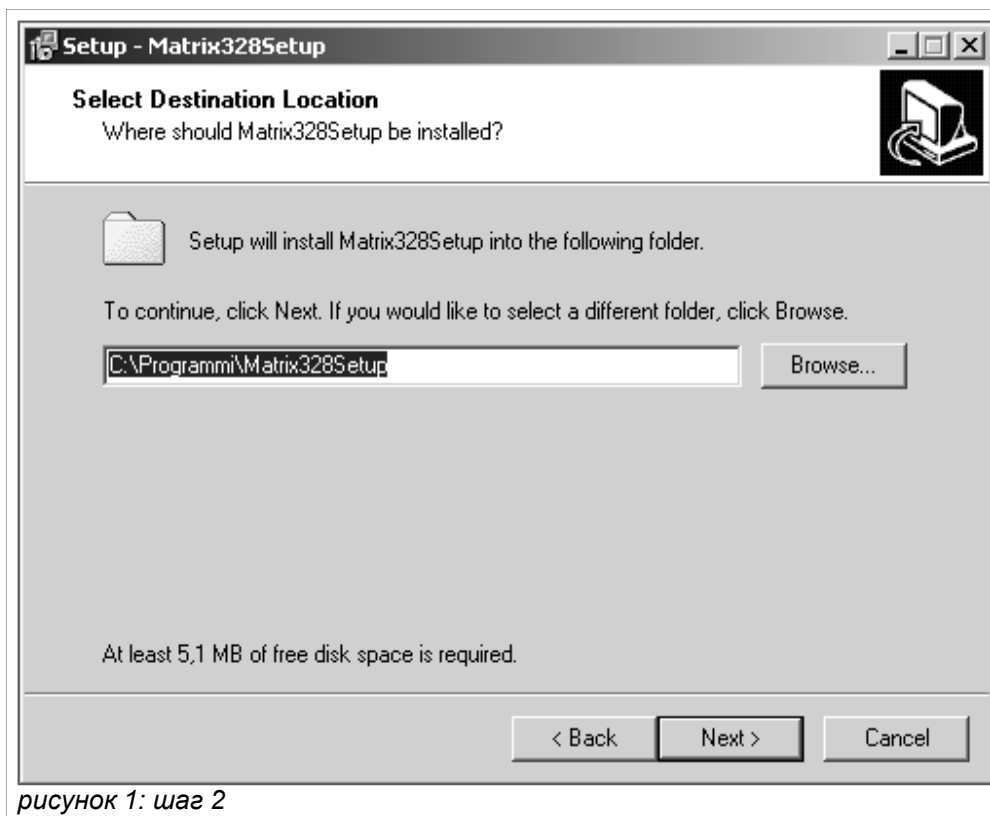 Setup - Matrix328Setup
Select Destination Location
Where should Matrix328Setup be installed?
Setup will install Matrix328Setup into the following folder.
To continue, click Next. If you would like to select a different folder, click Browse.
C:\Programmi\Matrix328Setup
Browse...
At least 5,1 MB of free disk space is required.
< Back
Next >
Cancel
рисунок 1: шаг 2